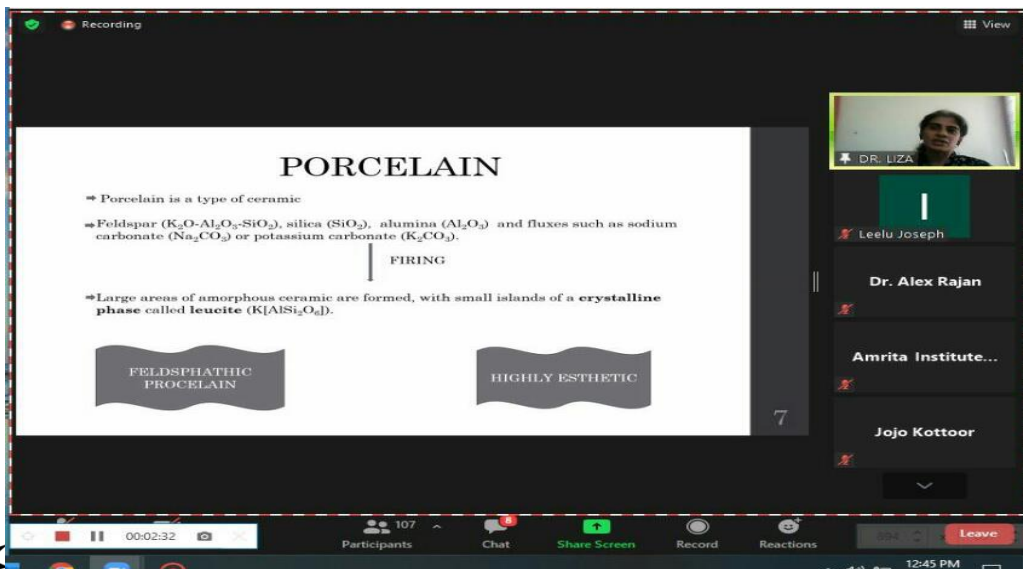 Recording
View
PORCELAIN
⇒ Porcelain is a type of ceramic
⇒ Feldspar (K₂O-Al₂O₃-SiO₂), silica (SiO₂), alumina (Al₂O₃) and fluxes such as sodium
carbonate (Na₂CO₃) or potassium carbonate (K₂CO₃).
FIRING
⇒ Large areas of amorphous ceramic are formed, with small islands of a crystalline
phase called leucite (K[AlSi₂O₆]).
FELDSPHATHIC
PROCELAIN
HIGHLY ESTHETIC
7
DR. LIZA
I
Leelu Joseph
Dr. Alex Rajan
Amrita Institute...
Jojo Kottoor
00:02:32
107
Participants
8
Chat
Share Screen
Record
Reactions
894
Leave
12:45 PM